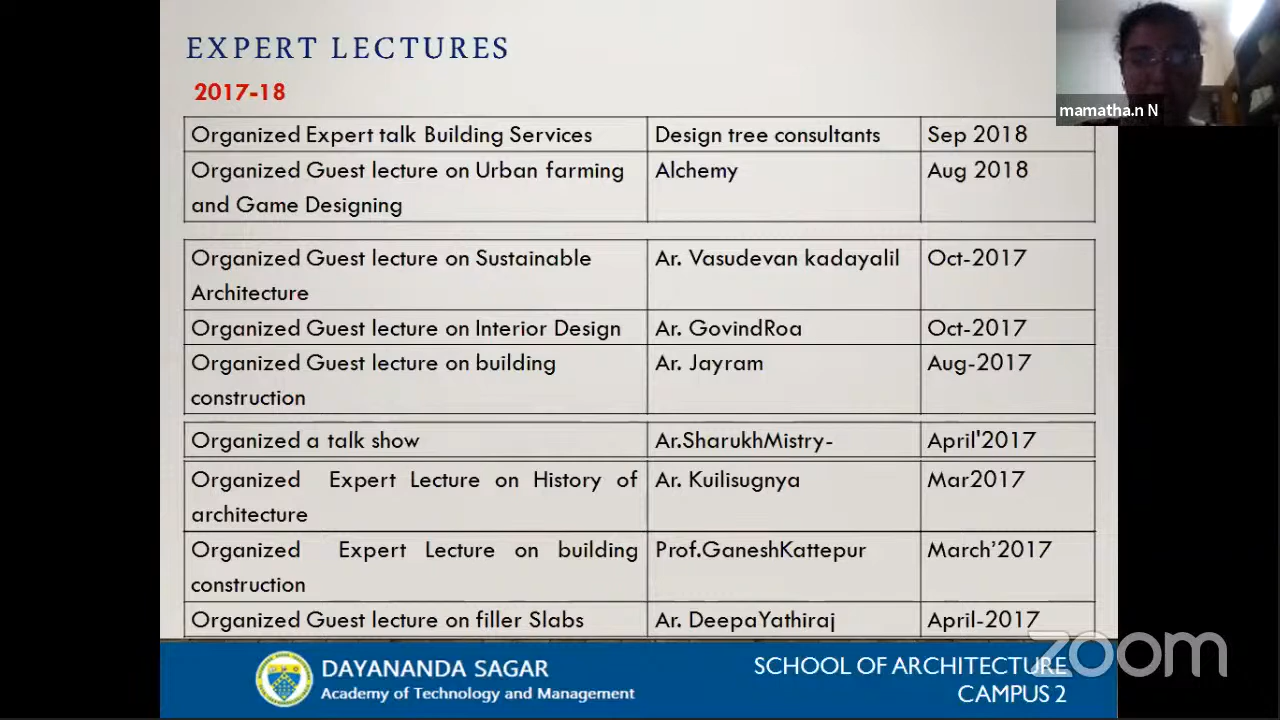 EXPERT LECTURES
2017-18
mamatha.n N
Organized Expert talk Building Services Design tree consultants Sep 2018
Organized Guest lecture on Urban farming Alchemy Aug 2018
and Game Designing
Organized Guest lecture on Sustainable Ar. Vasudevan kadayalil Oct-2017
Architecture
Organized Guest lecture on Interior Design Ar. GovindRoa Oct-2017
Organized Guest lecture on building Ar. Jayram Aug-2017
construction
Organized a talk show Ar.SharukhMistry- April'2017
Organized Expert Lecture on History of Ar. Kuilisugnya Mar2017
architecture
Organized Expert Lecture on building Prof.GaneshKattepur March’2017
construction
Organized Guest lecture on filler Slabs Ar. DeepaYathiraj April-2017
DAYANANDA SAGAR
Academy of Technology and Management
SCHOOL OF ARCHITECTURE
CAMPUS 2
zoom